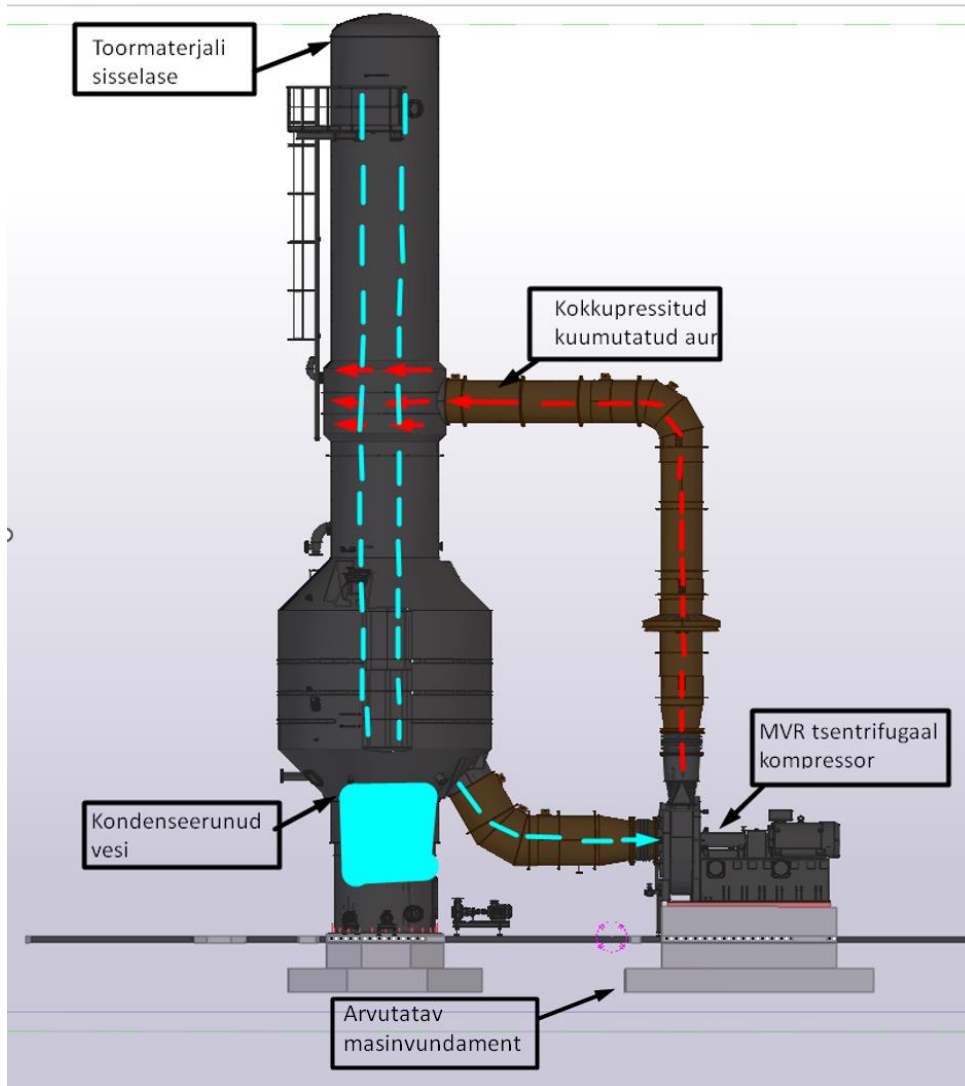 Toormaterjali
sisselase
Kokkupressitud
kuumutatud aur
MVR tsentrifugaal
kompressor
Kondenseerunud
vesi
Arvutatav
masinvundament